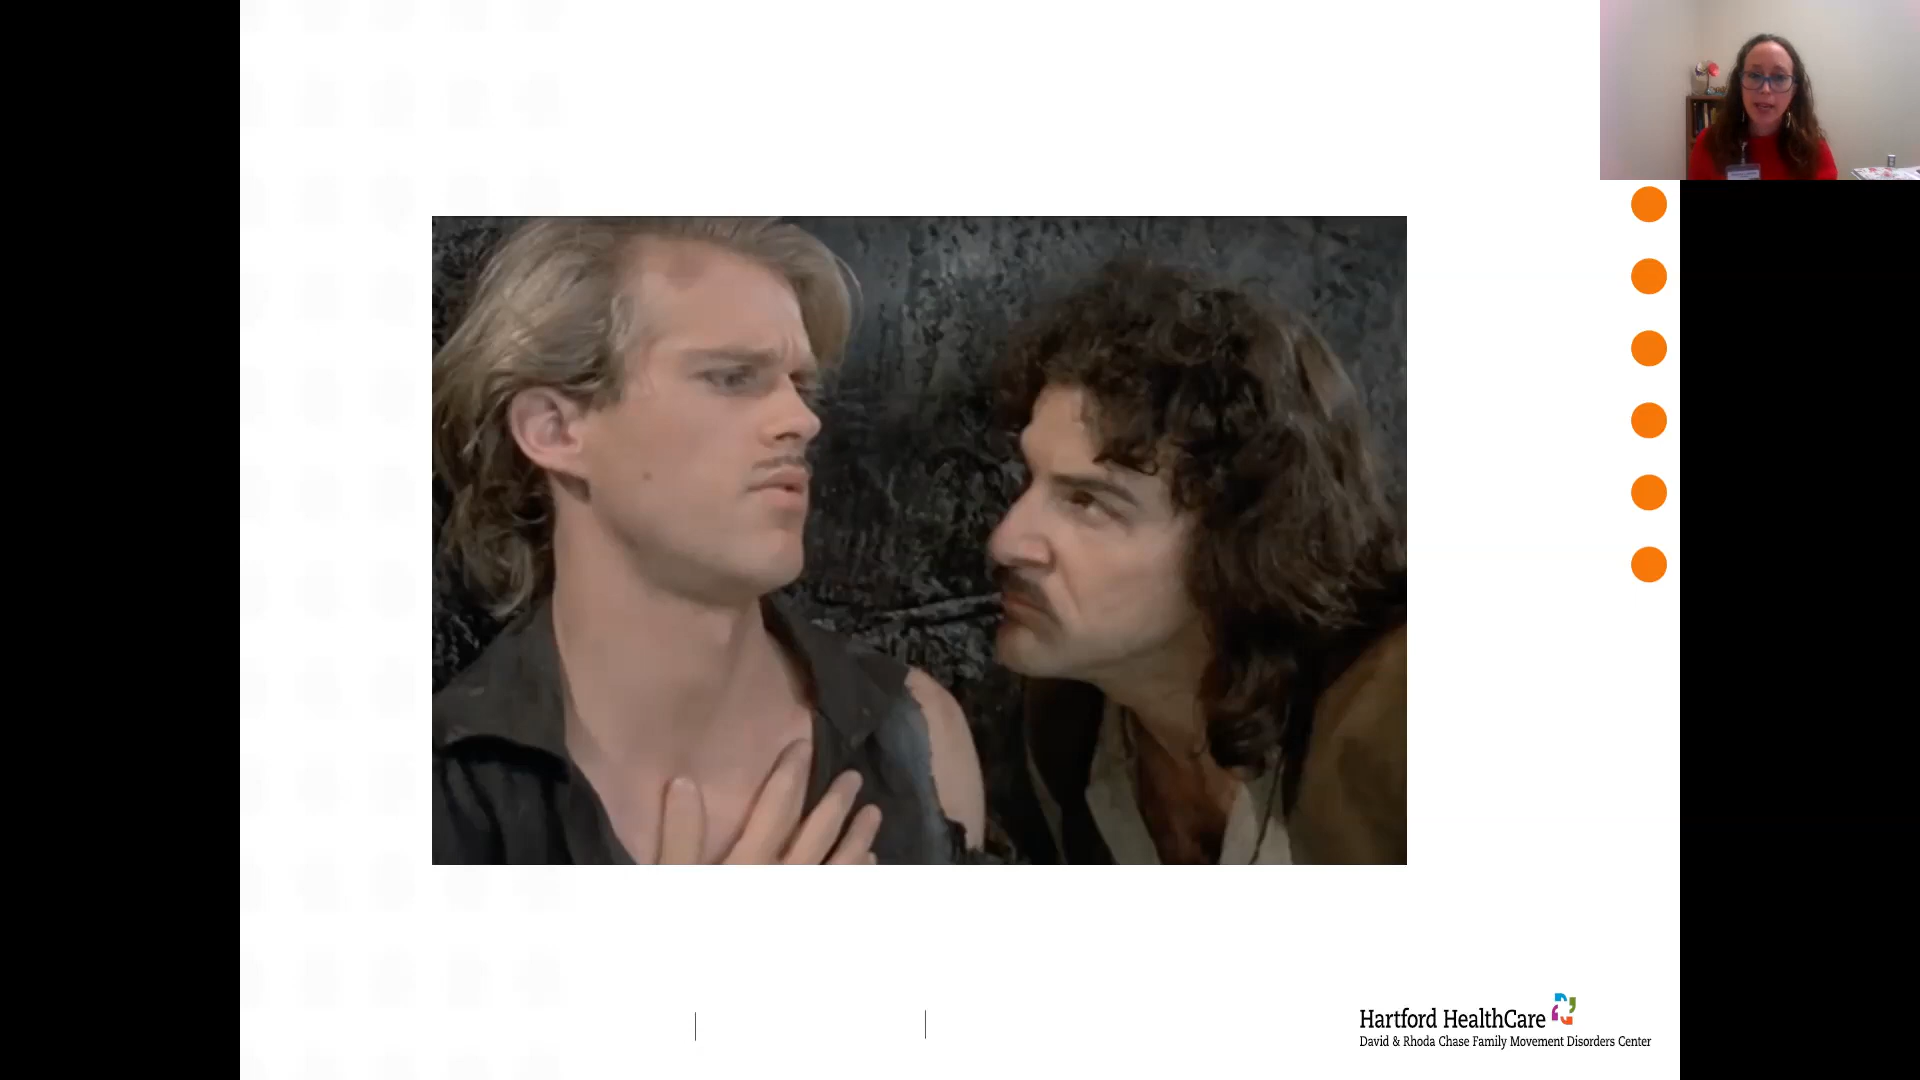 Hartford HealthCare
David & Rhoda Chase Family Movement Disorders Center